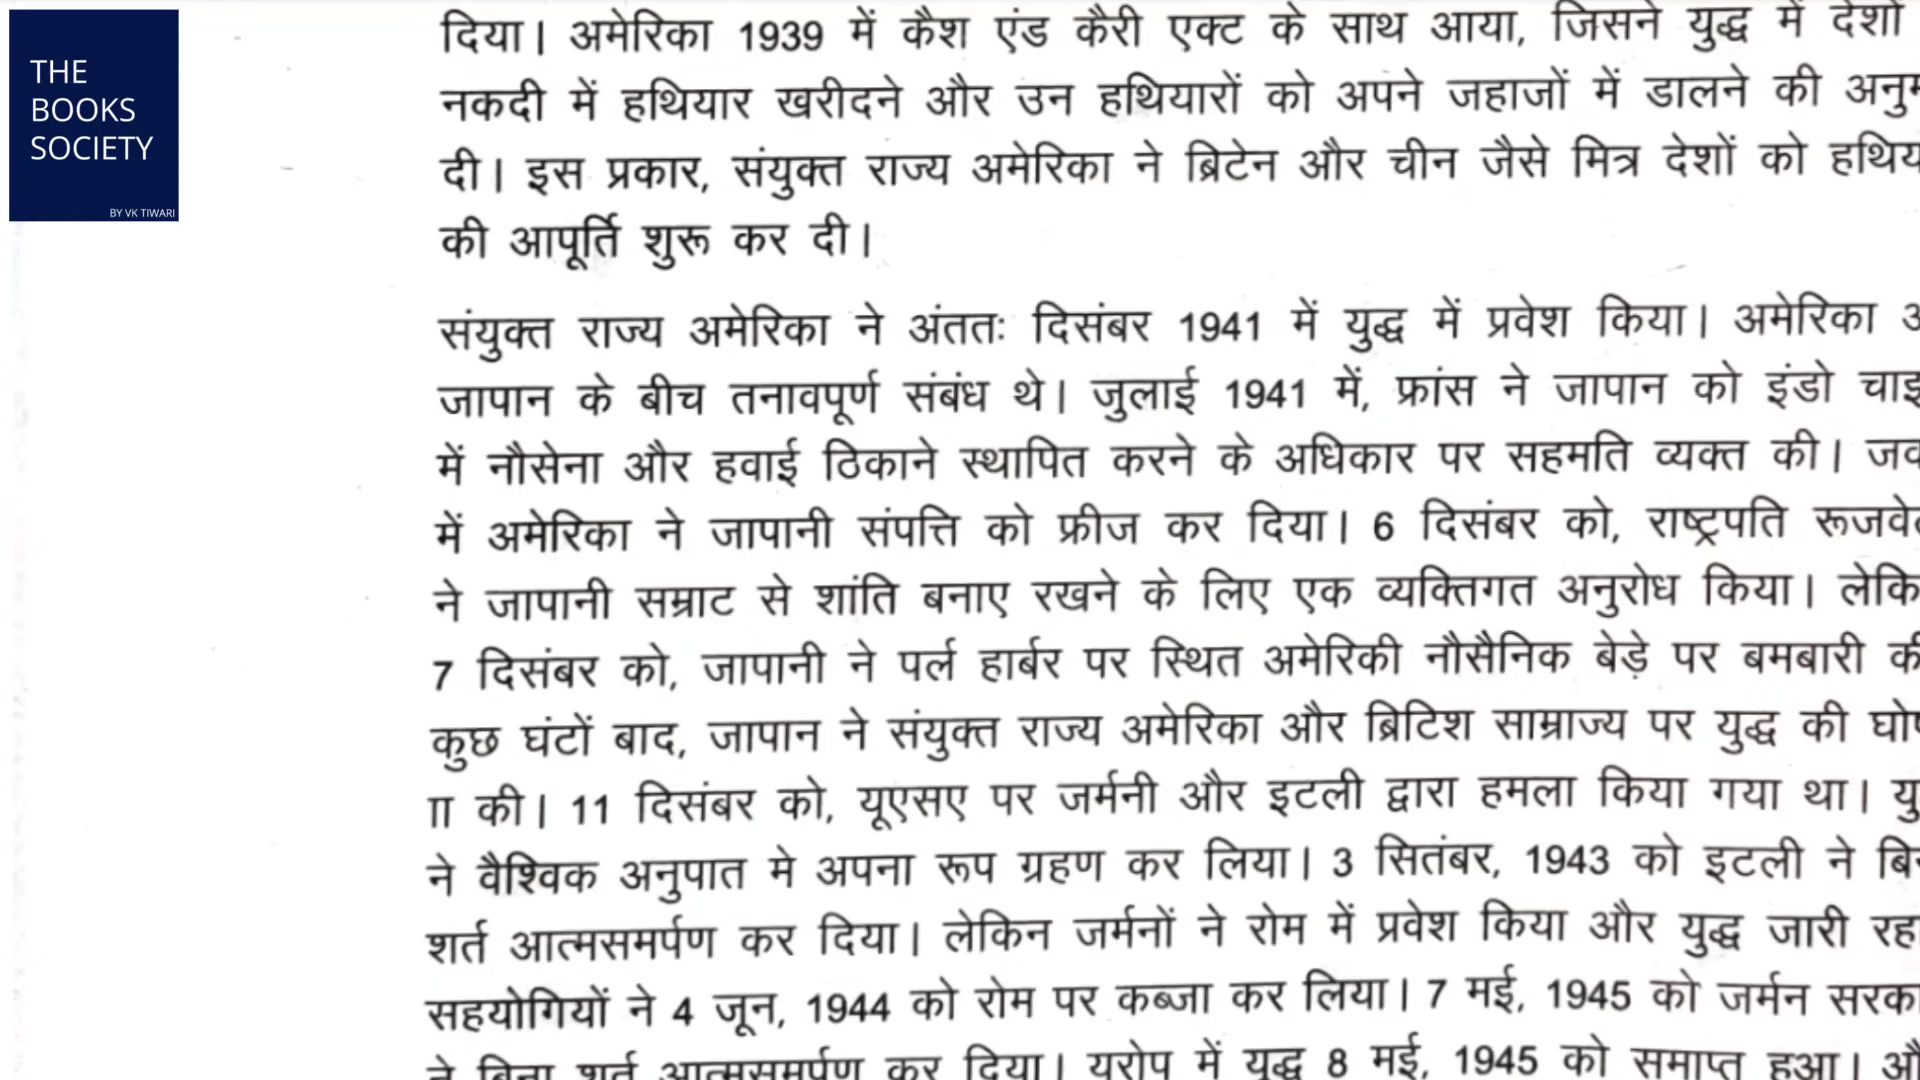 THE
BOOKS
SOCIETY
BY VK TIWARI
दिया। अमेरिका 1939 में कैश एंड कैरी एक्ट के साथ आया, जिसने युद्ध में देशों
नकदी में हथियार खरीदने और उन हथियारों को अपने जहाजों में डालने की
दी। इस प्रकार, संयुक्त राज्य अमेरिका ने ब्रिटेन और चीन जैसे मित्र देशों को
की आपूर्ति शुरू कर दी।
संयुक्त राज्य अमेरिका ने अंततः दिसंबर 1941 में युद्ध में प्रवेश किया। अमेरिका
जापान के बीच तनावपूर्ण संबंध थे। जुलाई 1941 में, फ्रांस ने जापान को इंडो
में नौसेना और हवाई ठिकाने स्थापित करने के अधिकार पर सहमति व्यक्त की।
में अमेरिका ने जापानी संपत्ति को फ्रीज कर दिया। 6 दिसंबर को, राष्ट्रपति
ने जापानी सम्राट से शांति बनाए रखने के लिए एक व्यक्तिगत अनुरोध किया।
7 दिसंबर को, जापानी ने पर्ल हार्बर पर स्थित अमेरिकी नौसैनिक बेड़े पर बमबारी की
कुछ घंटों बाद, जापान ने संयुक्त राज्य अमेरिका और ब्रिटिश साम्राज्य पर युद्ध की
ा की। 11 दिसंबर को, यूएसए पर जर्मनी और इटली द्वारा हमला किया गया था।
ने वैश्विक अनुपात मे अपना रूप ग्रहण कर लिया। 3 सितंबर, 1943 को इटली ने
शर्त आत्मसमर्पण कर दिया। लेकिन जर्मनों ने रोम में प्रवेश किया और युद्ध जारी
सहयोगियों ने 4 जून, 1944 को रोम पर कब्जा कर लिया। 7 मई, 1945 को जर्मन
ने बिना शर्त आत्मसमर्पण कर दिया। यूरोप में युद्ध 8 मई, 1945 को समाप्त हुआ।